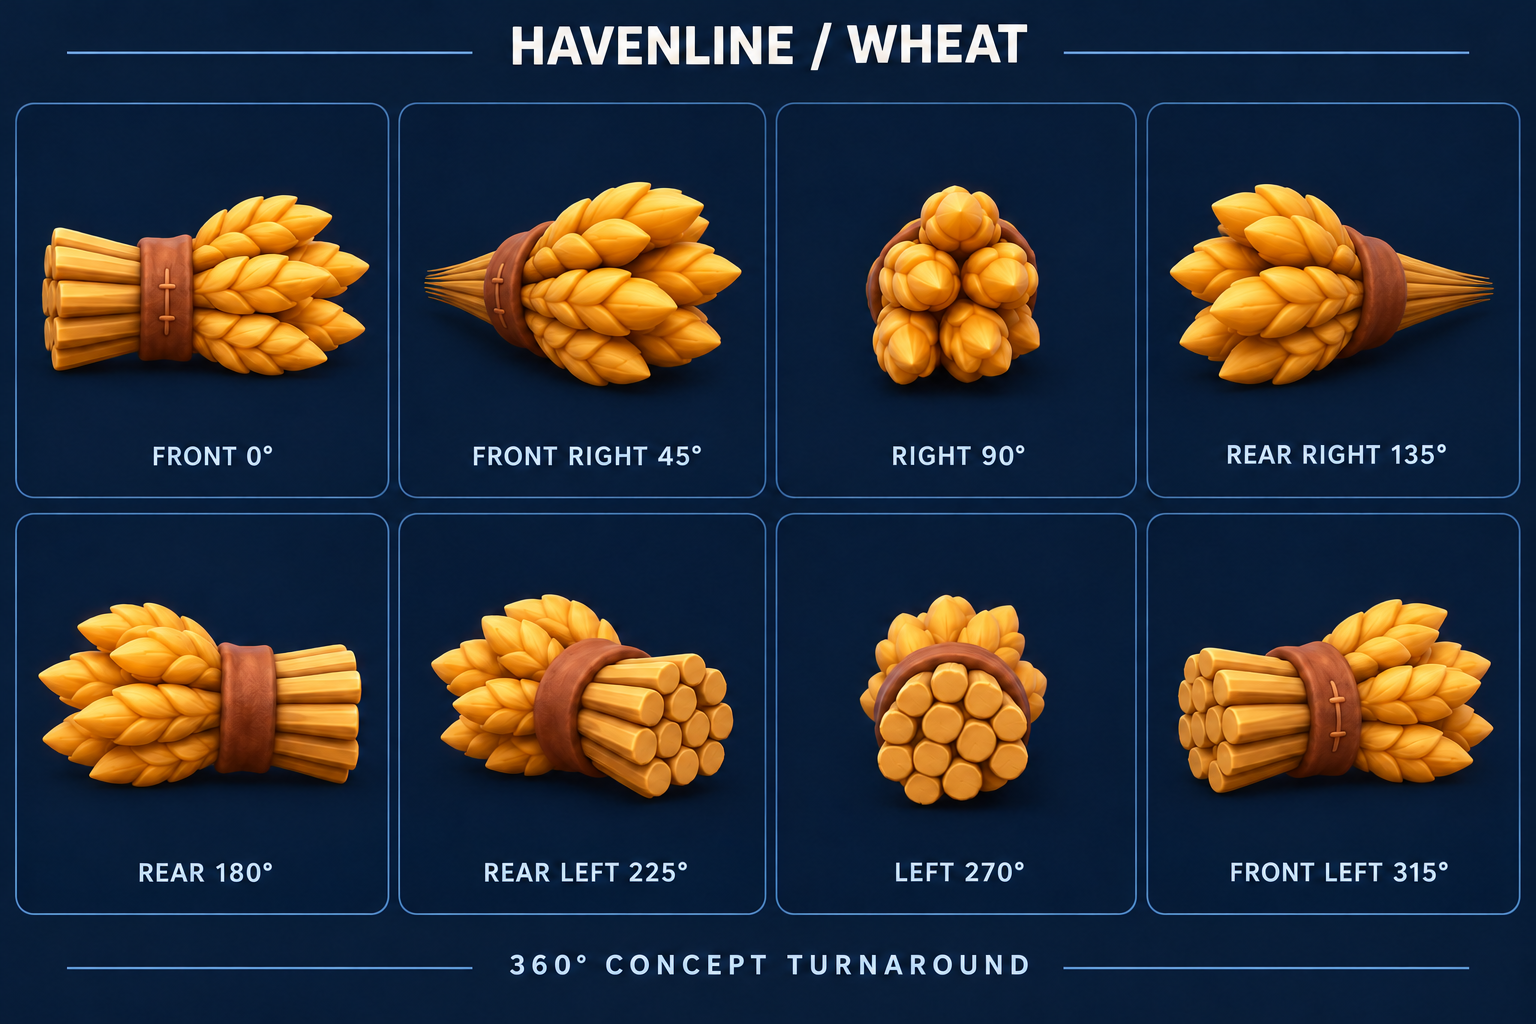 HAVENLINE / WHEAT
FRONT 0°
FRONT RIGHT 45°
RIGHT 90°
REAR RIGHT 135°
REAR 180°
REAR LEFT 225°
LEFT 270°
FRONT LEFT 315°
360° CONCEPT TURNAROUND